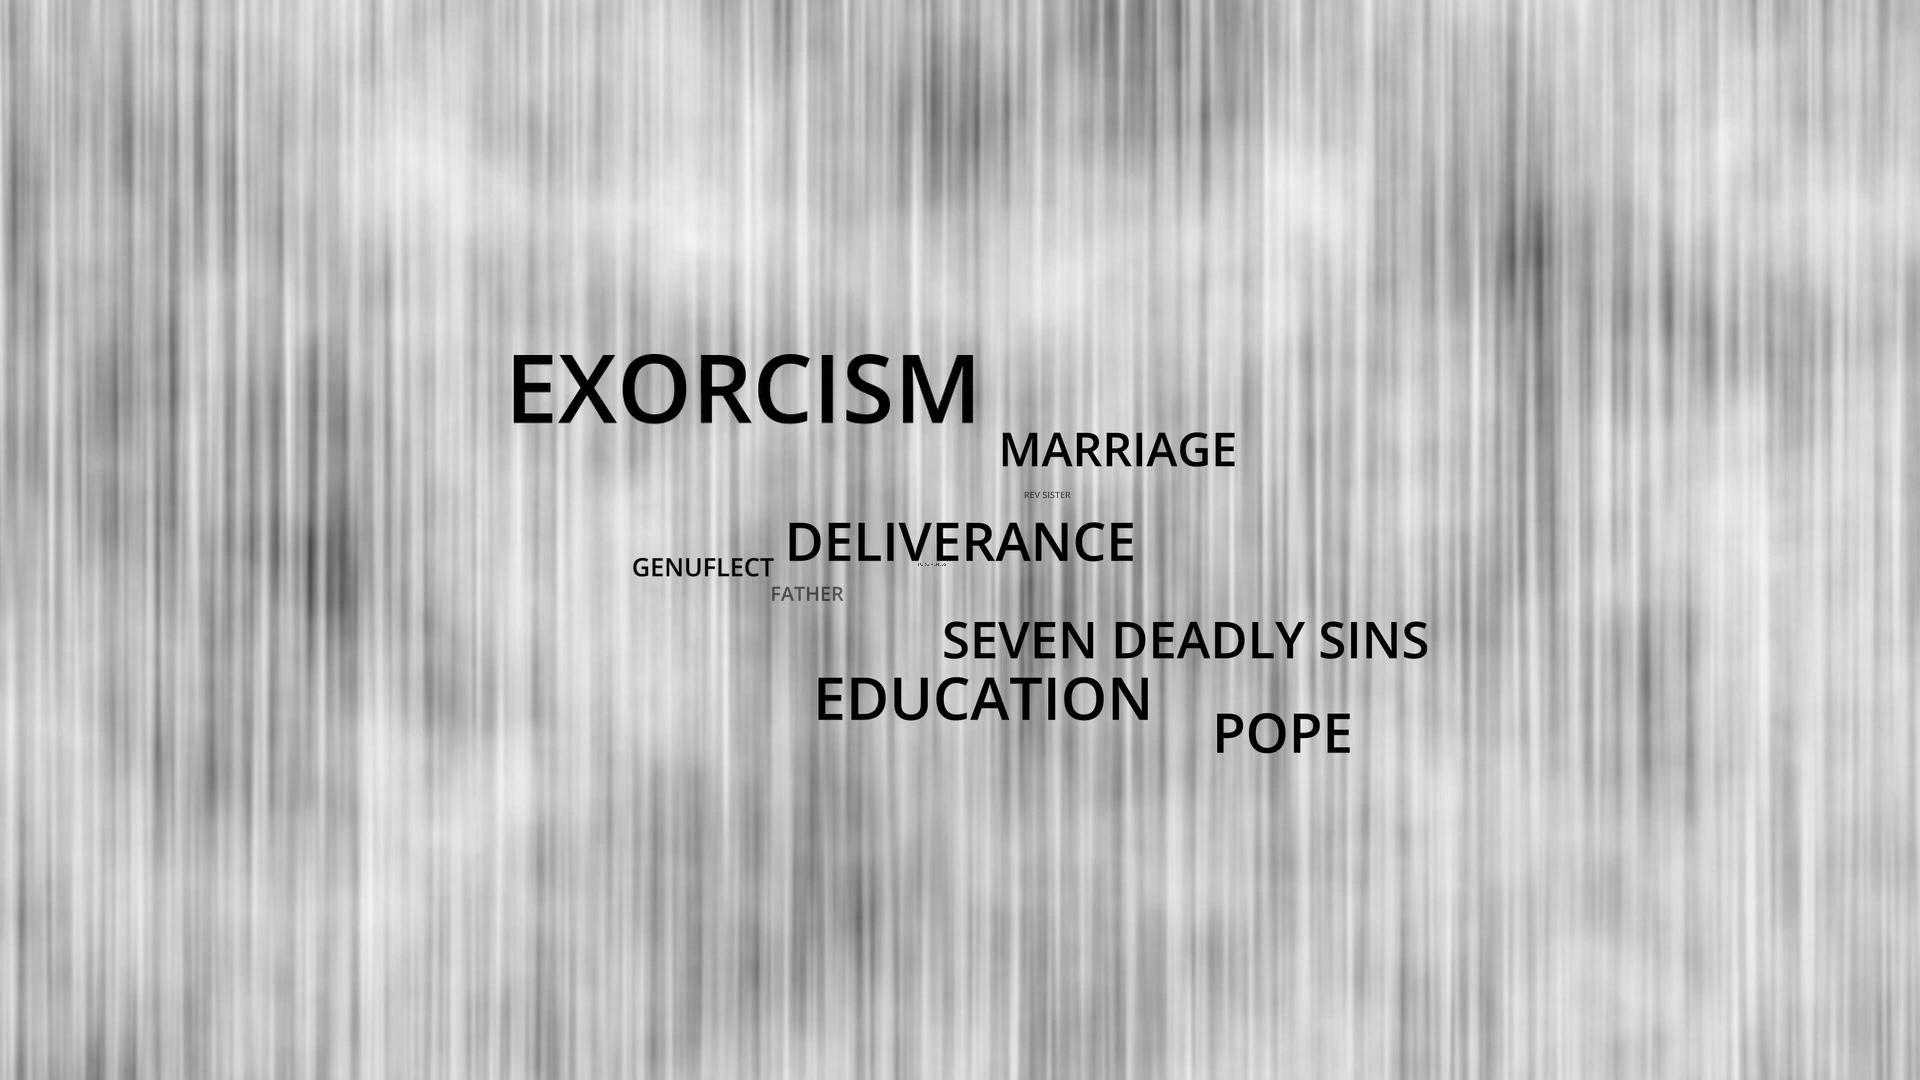 EXORCISM
MARRIAGE
REV SISTER
DELIVERANCE
GENUFLECT
FATHER
SEVEN DEADLY SINS
EDUCATION
POPE